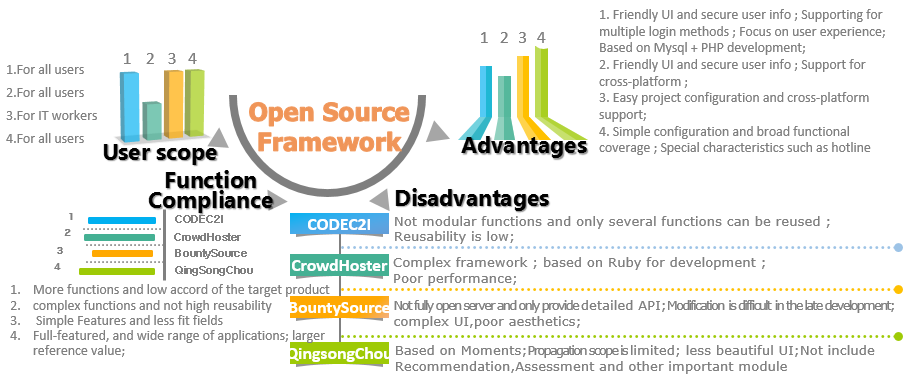 1 2 3 4
1.For all users
2.For all users
3.For IT workers
4.For all users
User scope
Open Source
Framework
1 2 3 4
Advantages
1. Friendly UI and secure user info ; Supporting for
multiple login methods ; Focus on user experience;
Based on Mysql + PHP development;
2. Friendly UI and secure user info ; Support for
cross-platform ;
3. Easy project configuration and cross-platform
support;
4. Simple configuration and broad functional
coverage ; Special characteristics such as hotline
Function
Compliance
1 CODEC2I
2 CrowdHoster
3 BountySource
4 QingSongChou
1. More functions and low accord of the target product
2. complex functions and not high reusability
3. Simple Features and less fit fields
4. Full-featured, and wide range of applications; larger
reference value;
Disadvantages
CODEC2I
Not modular functions and only several functions can be reused ;
Reusability is low;
CrowdHoster
Complex framework ; based on Ruby for development ;
Poor performance;
BountySource
Not fully open server and only provide detailed API;Modification is difficult in the late development;
complex UI,poor aesthetics;
QingsongChou
Based on Moments;Propagation scope is limited; less beautiful UI;Not include
Recommendation,Assessment and other important module